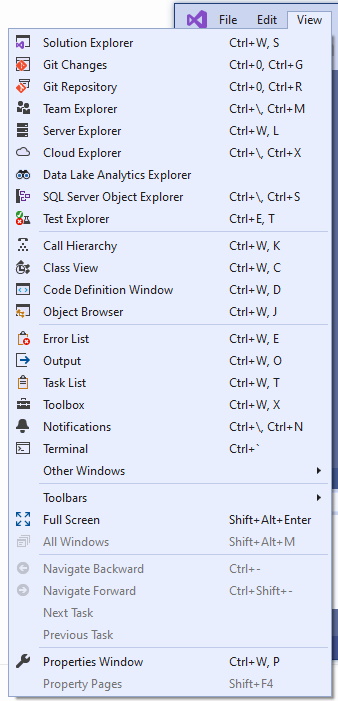 File Edit View
Solution Explorer Ctrl+W, S
Git Changes Ctrl+0, Ctrl+G
Git Repository Ctrl+0, Ctrl+R
Team Explorer Ctrl+\, Ctrl+M
Server Explorer Ctrl+W, L
Cloud Explorer Ctrl+\, Ctrl+X
Data Lake Analytics Explorer
SQL Server Object Explorer Ctrl+\, Ctrl+S
Test Explorer Ctrl+E, T
Call Hierarchy Ctrl+W, K
Class View Ctrl+W, C
Code Definition Window Ctrl+W, D
Object Browser Ctrl+W, J
Error List Ctrl+W, E
Output Ctrl+W, O
Task List Ctrl+W, T
Toolbox Ctrl+W, X
Notifications Ctrl+\, Ctrl+N
Terminal Ctrl+`
Other Windows
Toolbars
Full Screen Shift+Alt+Enter
All Windows Shift+Alt+M
Navigate Backward Ctrl+-
Navigate Forward Ctrl+Shift+-
Next Task
Previous Task
Properties Window Ctrl+W, P
Property Pages Shift+F4